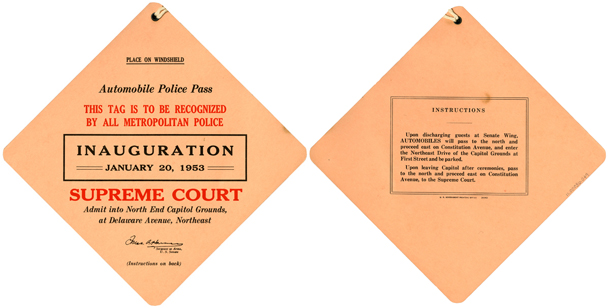 PLACE ON WINDSHIELD
Automobile Police Pass
THIS TAG IS TO BE RECOGNIZED
BY ALL METROPOLITAN POLICE
INAUGURATION
JANUARY 20, 1953
SUPREME COURT
Admit into North End Capitol Grounds,
at Delaware Avenue, Northeast
(Instructions on back)
INSTRUCTIONS
Upon discharging guests at Senate Wing,
AUTOMOBILES will pass to the north and
proceed east on Constitution Avenue, and enter
the Northeast Drive of the Capitol Grounds at
First Street and be parked.
Upon leaving Capitol after ceremonies, pass
to the north and proceed east on Constitution
Avenue, to the Supreme Court.